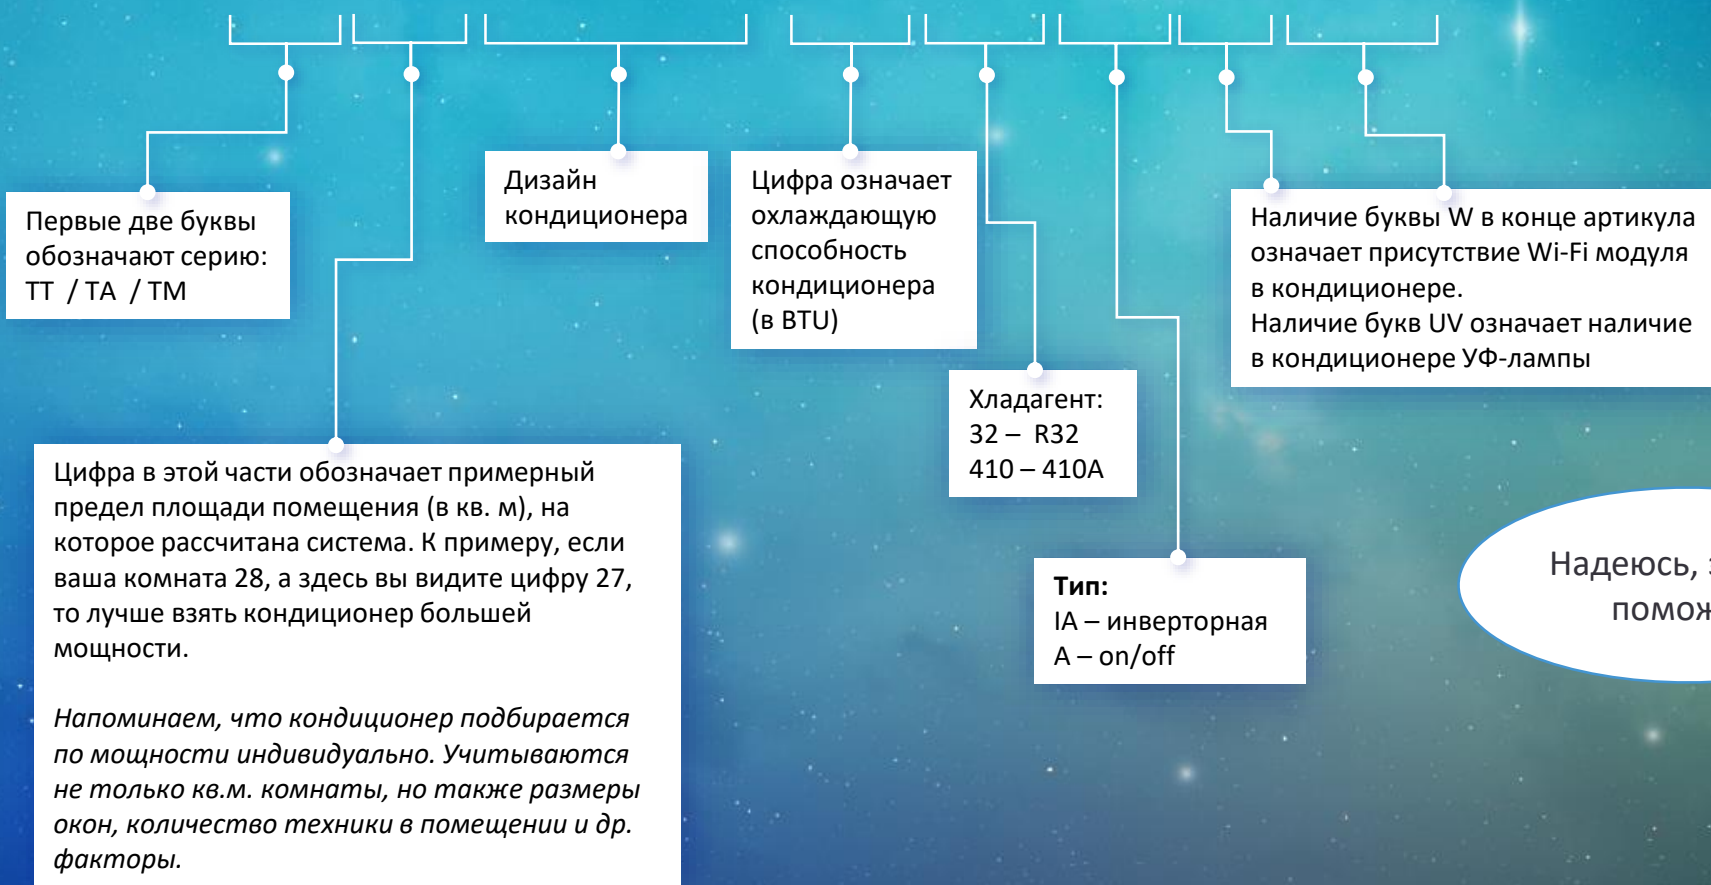 Первые две буквы
обозначают серию:
TT / TA / TM
Дизайн
кондиционера
Цифра означает
охлаждающую
способность
кондиционера
(в BTU)
Наличие буквы W в конце артикула
означает присутствие Wi-Fi модуля
в кондиционере.
Наличие букв UV означает наличие
в кондиционере УФ-лампы
Хладагент:
32 – R32
410 – 410A
Цифра в этой части обозначает примерный
предел площади помещения (в кв. м), на
которое рассчитана система. К примеру, если
ваша комната 28, а здесь вы видите цифру 27,
то лучше взять кондиционер большей
мощности.
Напоминаем, что кондиционер подбирается
по мощности индивидуально. Учитываются
не только кв.м. комнаты, но также размеры
окон, количество техники в помещении и др.
факторы.
Тип:
IA – инверторная
A – on/off
Надеюсь,